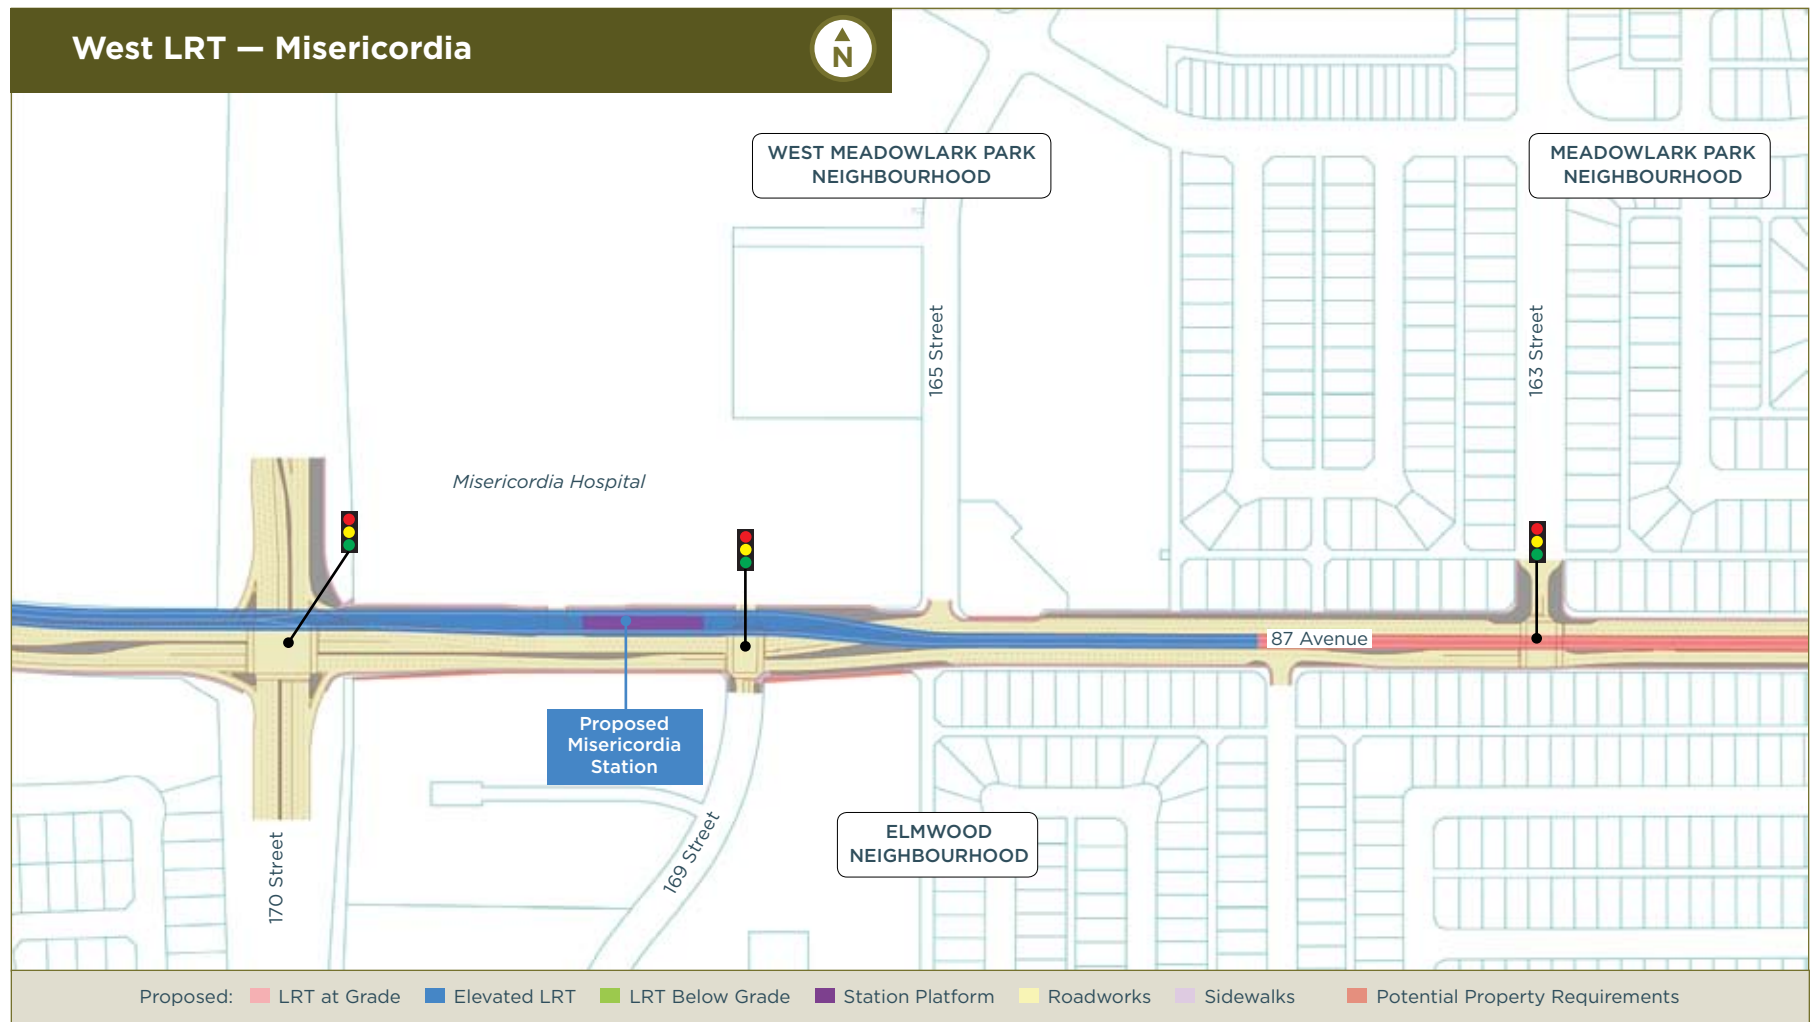 West LRT — Misericordia
N
WEST MEADOWLARK PARK
NEIGHBOURHOOD
MEADOWLARK PARK
NEIGHBOURHOOD
165 Street
163 Street
Misericordia Hospital
87 Avenue
Proposed
Misericordia
Station
169 Street
170 Street
ELMWOOD
NEIGHBOURHOOD
Proposed: LRT at Grade Elevated LRT LRT Below Grade Station Platform Roadworks Sidewalks Potential Property Requirements